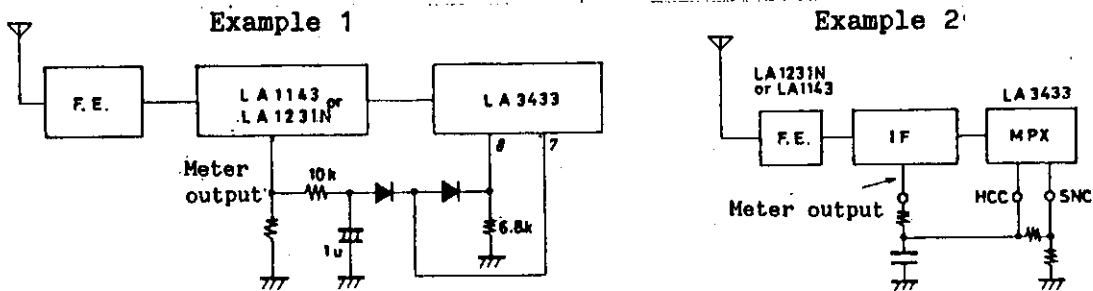 Example 1
F.E.
LA1143 or
LA1231N
LA3433
8
7
Meter
output
10k
1u
6.8k
Example 2
LA1231N
or LA1143
LA3433
F.E.
IF
MPX
Meter output
HCC
SNC